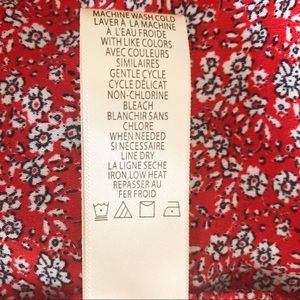 MACHINE WASH COLD
LAVER À LA MACHINE
À L'EAU FROIDE
WITH LIKE COLORS
AVEC COULEURS
SIMILAIRES
GENTLE CYCLE
CYCLE DÉLICAT
NON-CHLORINE
BLEACH
BLANCHIR SANS
CHLORE
WHEN NEEDED
SI NÉCESSAIRE
LINE DRY
LA LIGNE SECHE
IRON,LOW HEAT
REPASSER AU
FER FROID